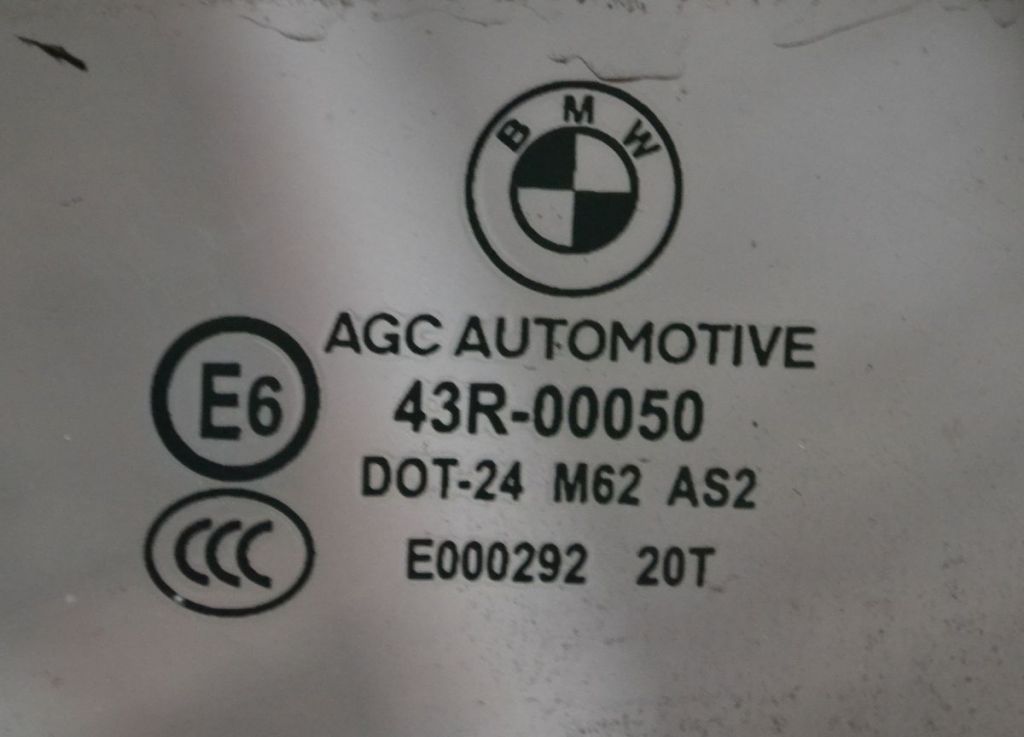 BMW
AGC AUTOMOTIVE
E6
43R-00050
DOT-24 M62 AS2
CCC
E000292 20T